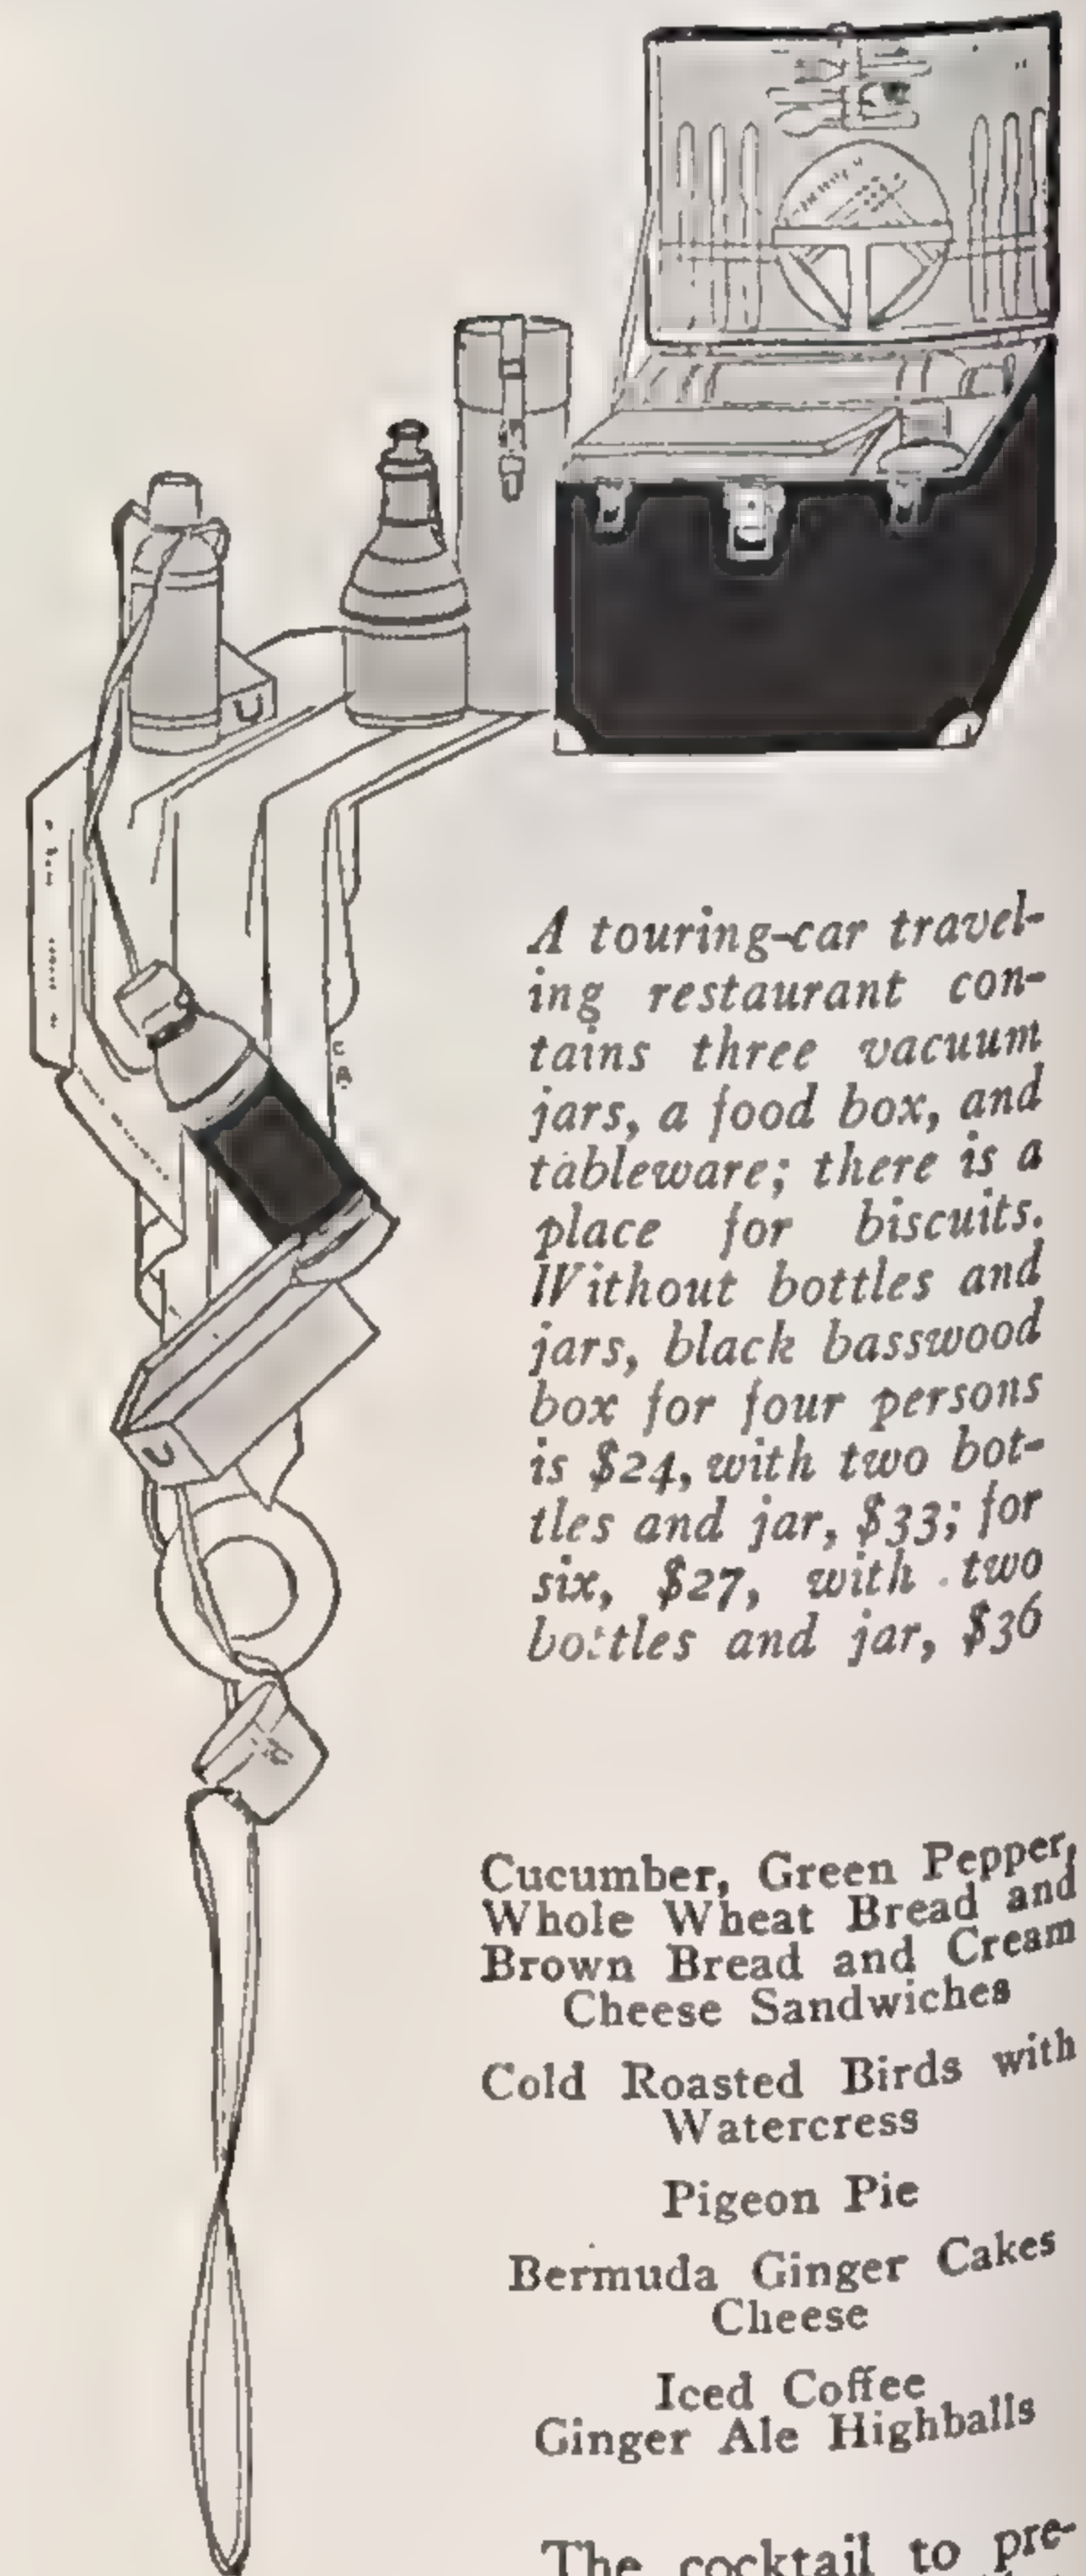 A touring-car travel-
ing restaurant con-
tains three vacuum
jars, a food box, and
tableware; there is a
place for biscuits.
Without bottles and
jars, black basswood
box for four persons
is $24, with two bot-
tles and jar, $33; for
six, $27, with two
bottles and jar, $36
Cucumber, Green Pepper,
Whole Wheat Bread and
Brown Bread and Cream
Cheese Sandwiches
Cold Roasted Birds with
Watercress
Pigeon Pie
Bermuda Ginger Cakes
Cheese
Iced Coffee
Ginger Ale Highballs
The cocktail to pre-